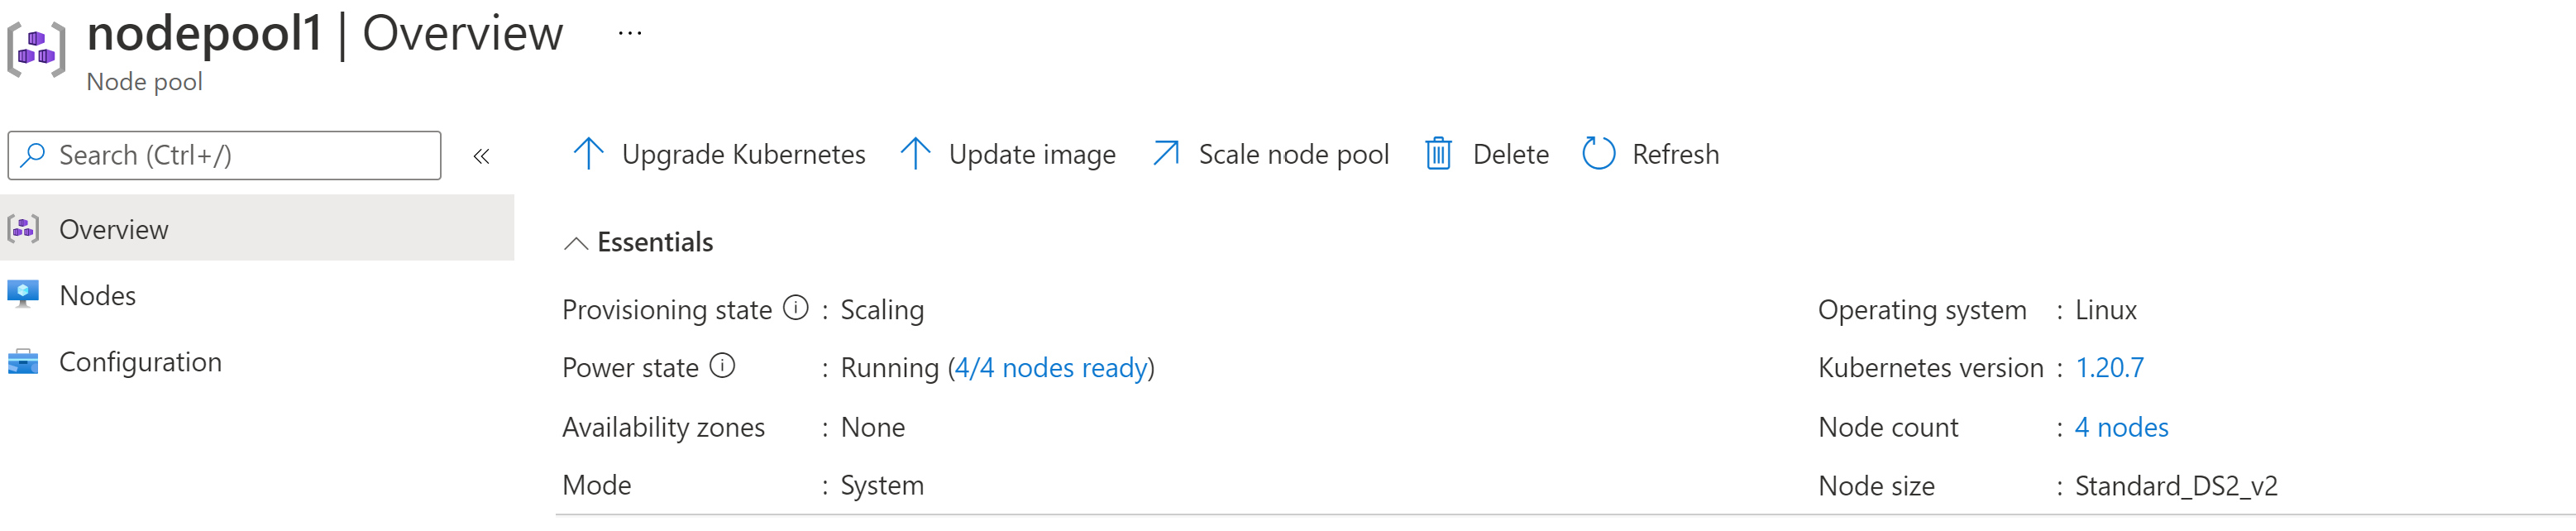 nodepool1 | Overview ...
Node pool
Search (Ctrl+/) «
Upgrade Kubernetes Update image Scale node pool Delete Refresh
Overview
Nodes
Configuration
Essentials
Provisioning state : Scaling
Power state : Running (4/4 nodes ready)
Availability zones : None
Mode : System
Operating system : Linux
Kubernetes version : 1.20.7
Node count : 4 nodes
Node size : Standard_DS2_v2